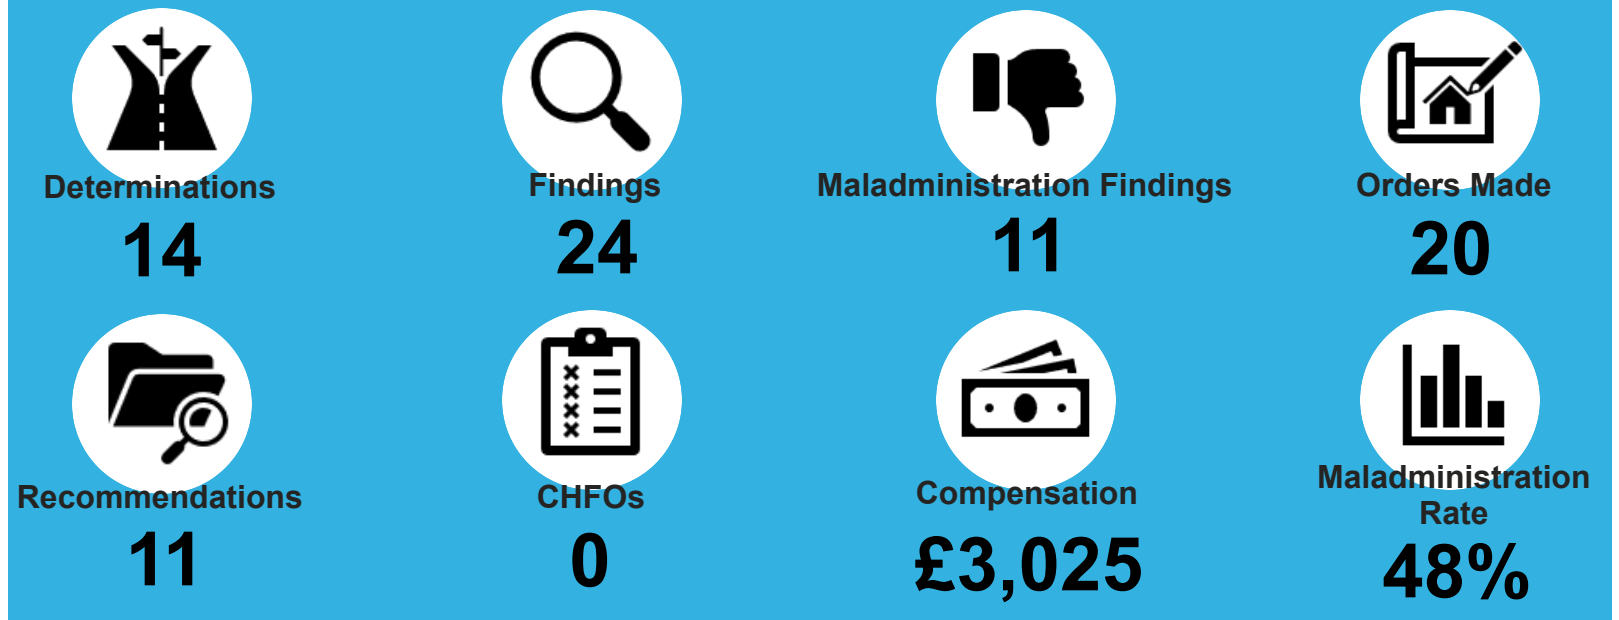 Determinations
14
Findings
24
Maladministration Findings
11
Orders Made
20
Recommendations
11
CHFOs
0
Compensation
£3,025
Maladministration
Rate
48%